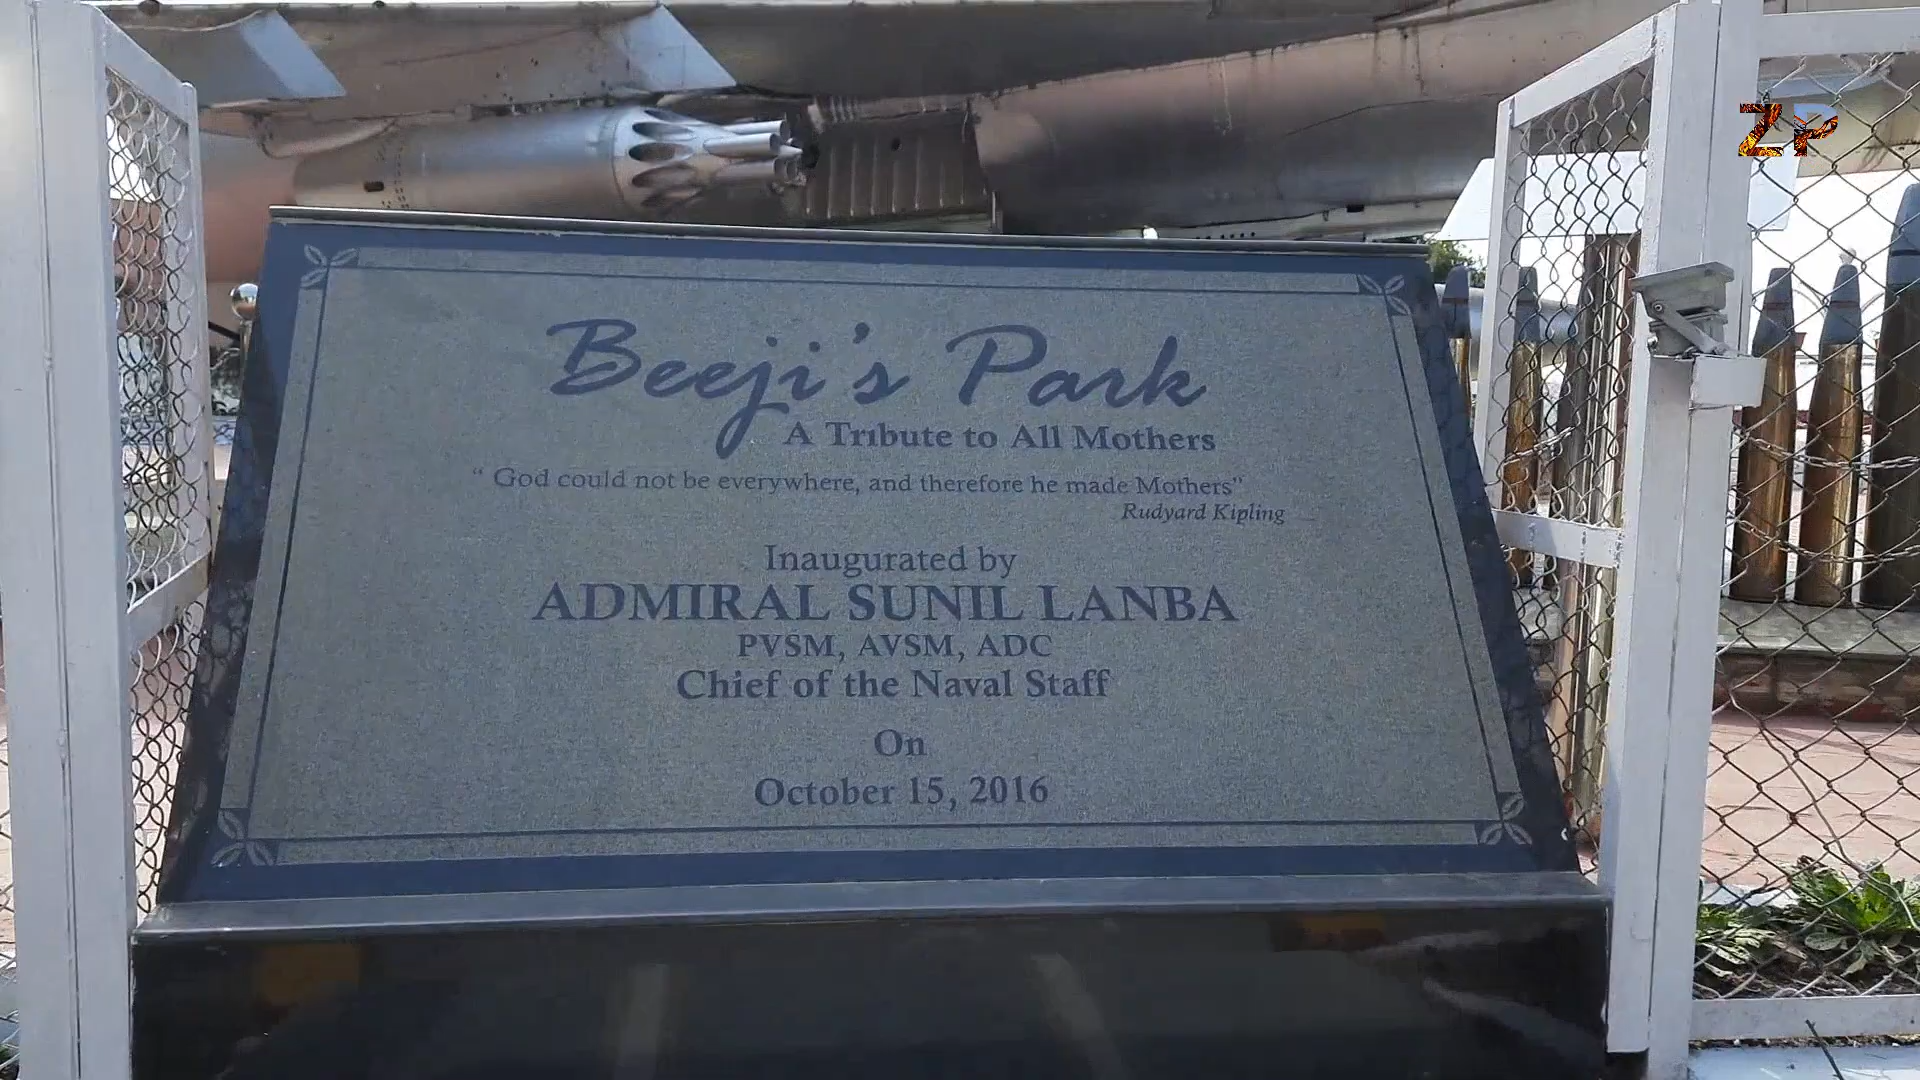 ZP
Beeji's Park
A Tribute to All Mothers
“ God could not be everywhere, and therefore he made Mothers”
Rudyard Kipling
Inaugurated by
ADMIRAL SUNIL LANBA
PVSM, AVSM, ADC
Chief of the Naval Staff
On
October 15, 2016